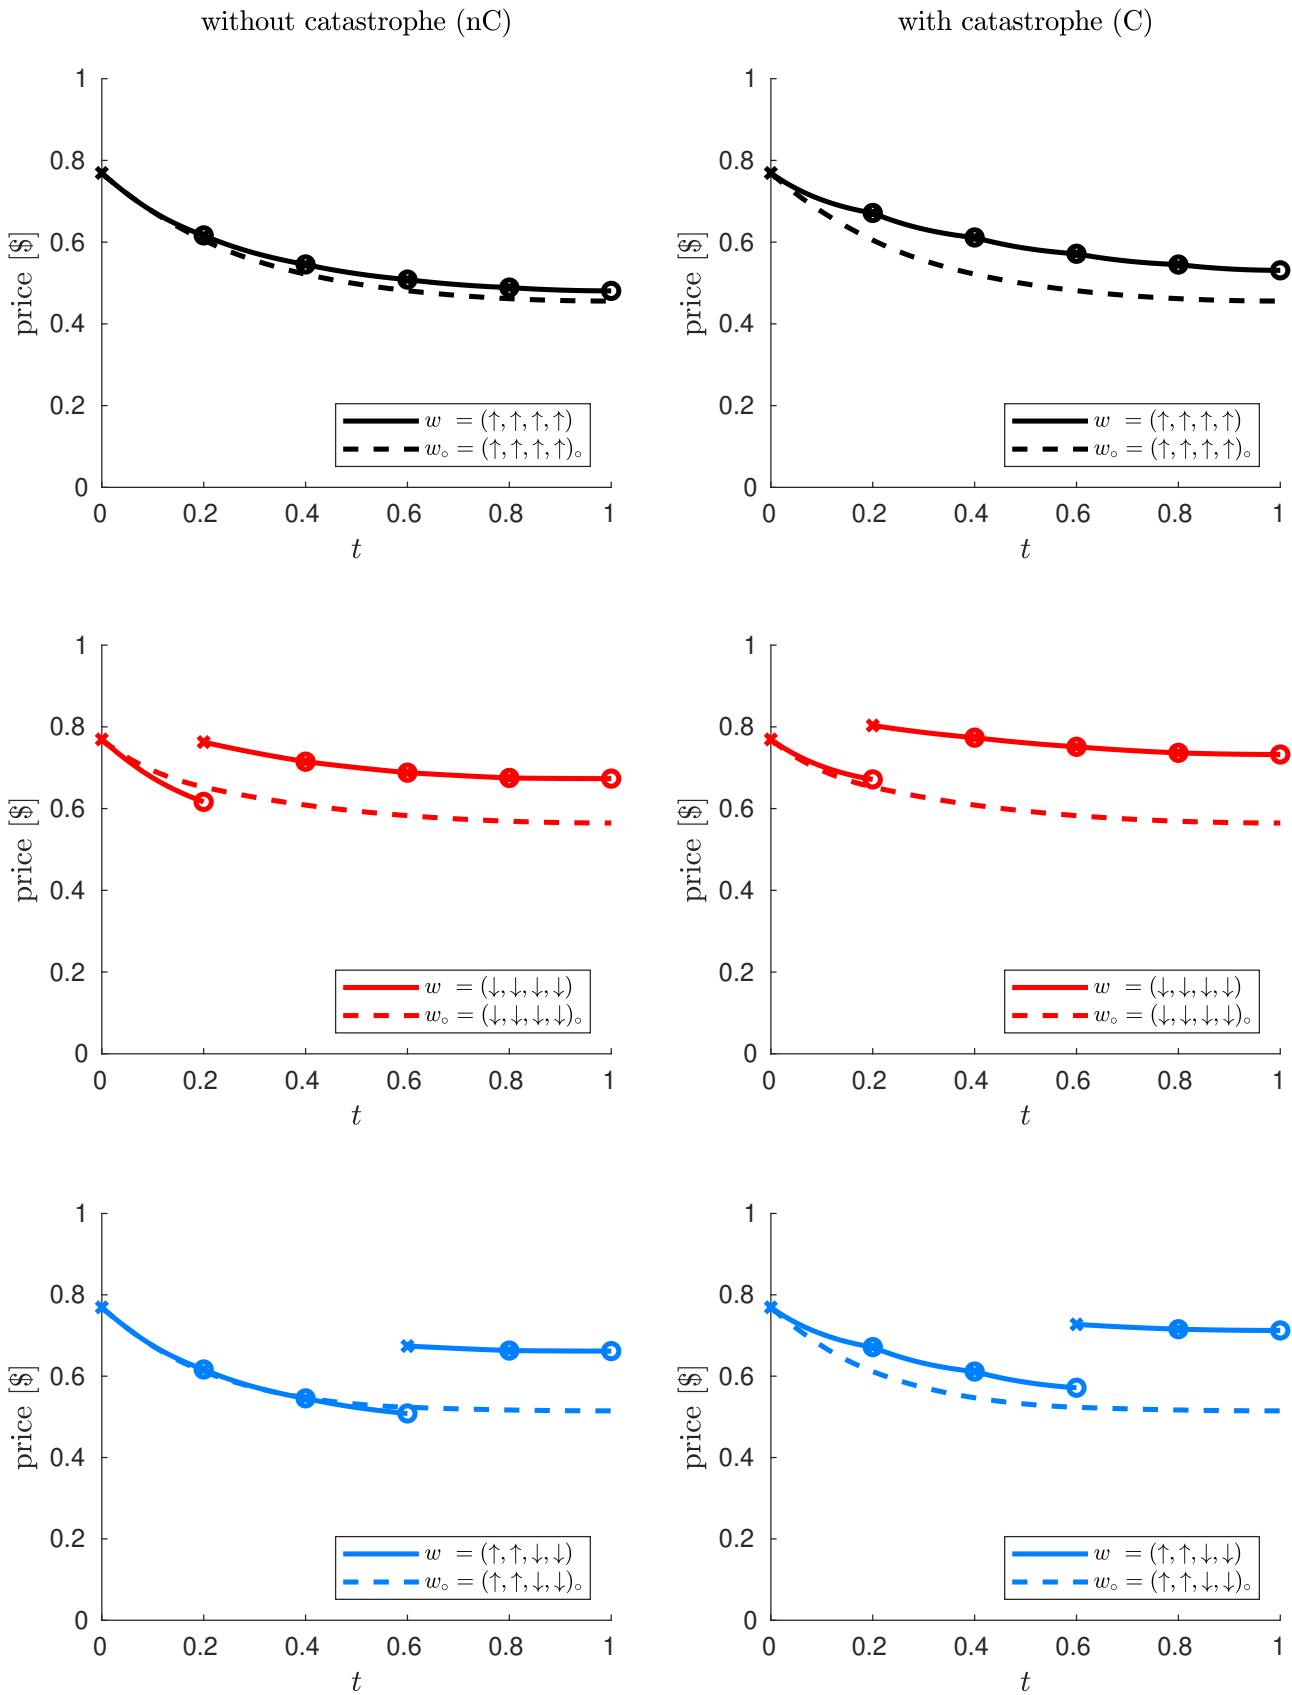 without catastrophe (nC)
with catastrophe (C)
1
0.8
0.6
0.4
0.2
0
price [$]
0 0.2 0.4 0.6 0.8 1
t
w = (↑, ↑, ↑, ↑)
w∘ = (↑, ↑, ↑, ↑)∘
1
0.8
0.6
0.4
0.2
0
price [$]
0 0.2 0.4 0.6 0.8 1
t
w = (↑, ↑, ↑, ↑)
w∘ = (↑, ↑, ↑, ↑)∘
1
0.8
0.6
0.4
0.2
0
price [$]
0 0.2 0.4 0.6 0.8 1
t
w = (↓, ↓, ↓, ↓)
w∘ = (↓, ↓, ↓, ↓)∘
1
0.8
0.6
0.4
0.2
0
price [$]
0 0.2 0.4 0.6 0.8 1
t
w = (↓, ↓, ↓, ↓)
w∘ = (↓, ↓, ↓, ↓)∘
1
0.8
0.6
0.4
0.2
0
price [$]
0 0.2 0.4 0.6 0.8 1
t
w = (↑, ↑, ↓, ↓)
w∘ = (↑, ↑, ↓, ↓)∘
1
0.8
0.6
0.4
0.2
0
price [$]
0 0.2 0.4 0.6 0.8 1
t
w = (↑, ↑, ↓, ↓)
w∘ = (↑, ↑, ↓, ↓)∘